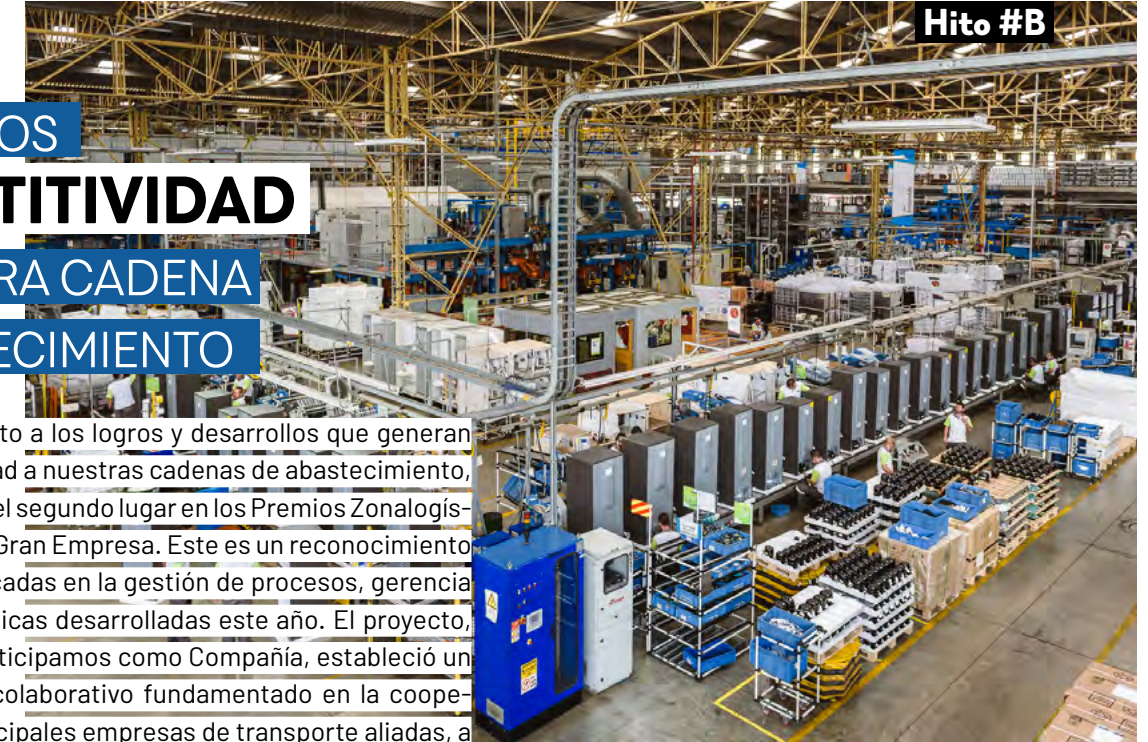 Hito #B
OS
TITIVIDAD
RA CADENA
ECIMIENTO
to a los logros y desarrollos que generan
ad a nuestras cadenas de abastecimiento,
el segundo lugar en los Premios Zonalogís-
Gran Empresa. Este es un reconocimiento
cadas en la gestión de procesos, gerencia
icas desarrolladas este año. El proyecto,
ticipamos como Compañía, estableció un
colaborativo fundamentado en la coope-
cipales empresas de transporte aliadas, a